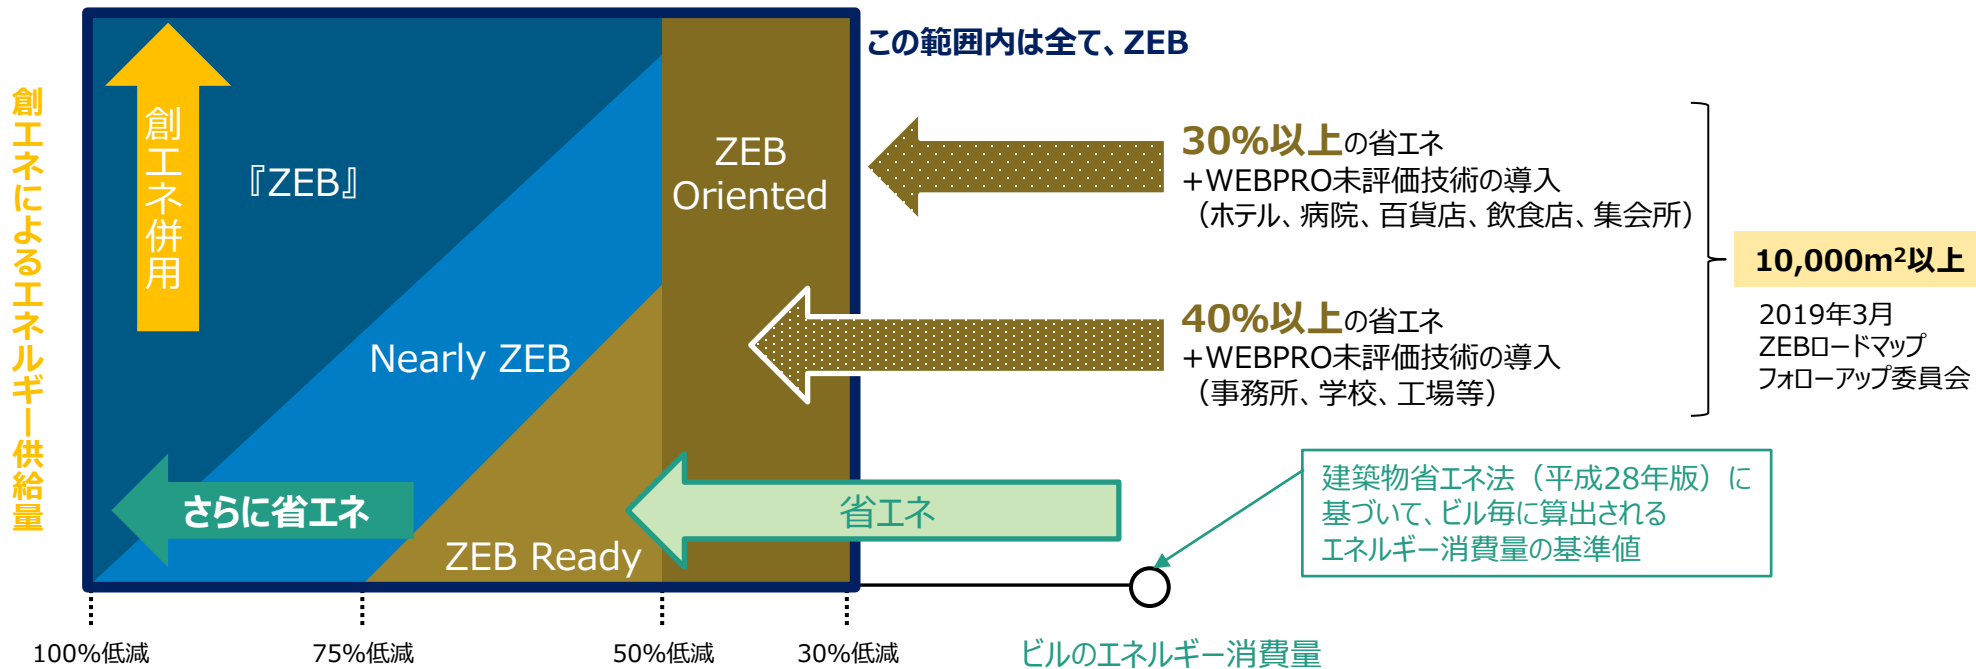 この範囲内は全て、ZEB
創エネによるエネルギー供給量
創エネ併用
『ZEB』
ZEB
Oriented
Nearly ZEB
ZEB Ready
さらに省エネ
省エネ
30%以上の省エネ
+WEBPRO未評価技術の導入
（ホテル、病院、百貨店、飲食店、集会所）
40%以上の省エネ
+WEBPRO未評価技術の導入
（事務所、学校、工場等）
10,000m²以上
2019年3月
ZEBロードマップ
フォローアップ委員会
建築物省エネ法（平成28年版）に
基づいて、ビル毎に算出される
エネルギー消費量の基準値
100%低減
75%低減
50%低減
30%低減
ビルのエネルギー消費量